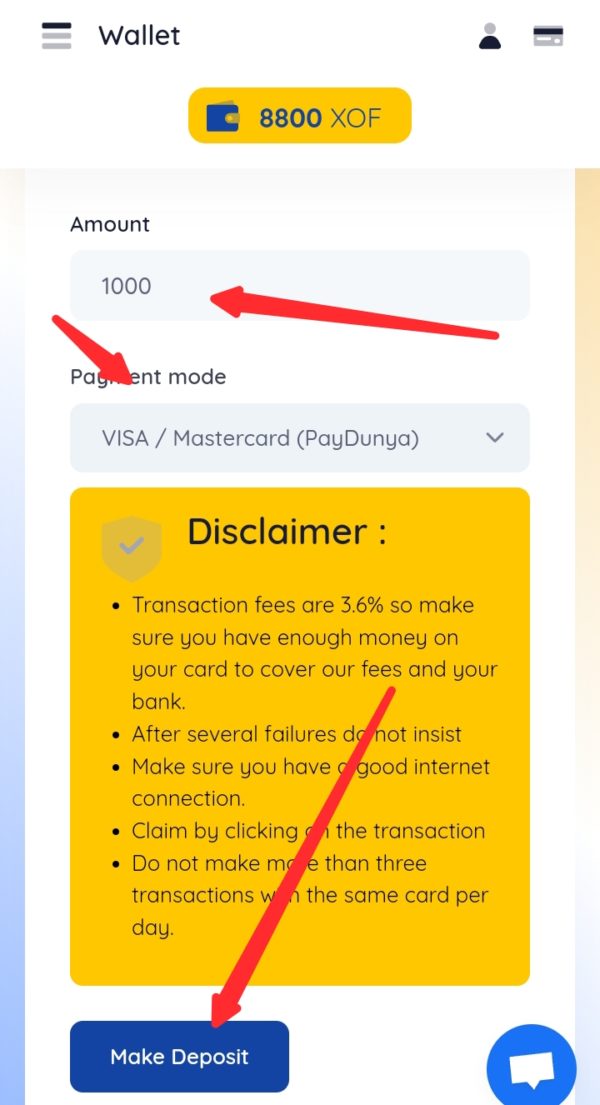 Wallet
8800 XOF
Amount
1000
Payment mode
VISA / Mastercard (PayDunya)
Disclaimer :
• Transaction fees are 3.6% so make
sure you have enough money on
your card to cover our fees and your
bank.
• After several failures do not insist
• Make sure you have a good internet
connection.
• Claim by clicking on the transaction
• Do not make more than three
transactions with the same card per
day.
Make Deposit